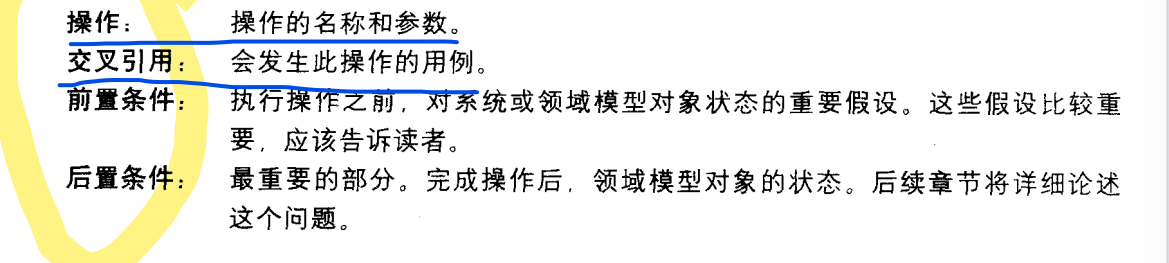 操作： 操作的名称和参数。
交叉引用： 会发生此操作的用例。
前置条件： 执行操作之前，对系统或领域模型对象状态的重要假设。这些假设比较重
要，应该告诉读者。
后置条件： 最重要的部分。完成操作后，领域模型对象的状态。后续章节将详细论述
这个问题。